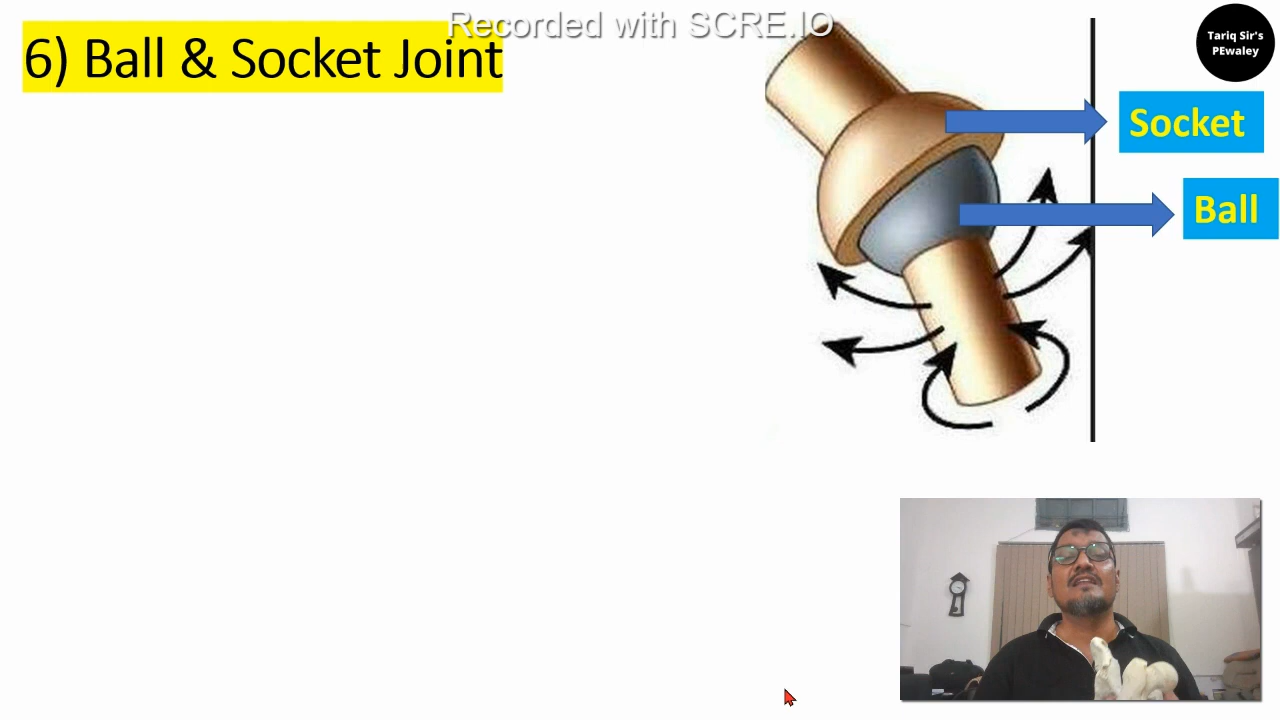 Recorded with SCRE.IO
6) Ball & Socket Joint
Tariq Sir's
PEwaley
Socket
Ball